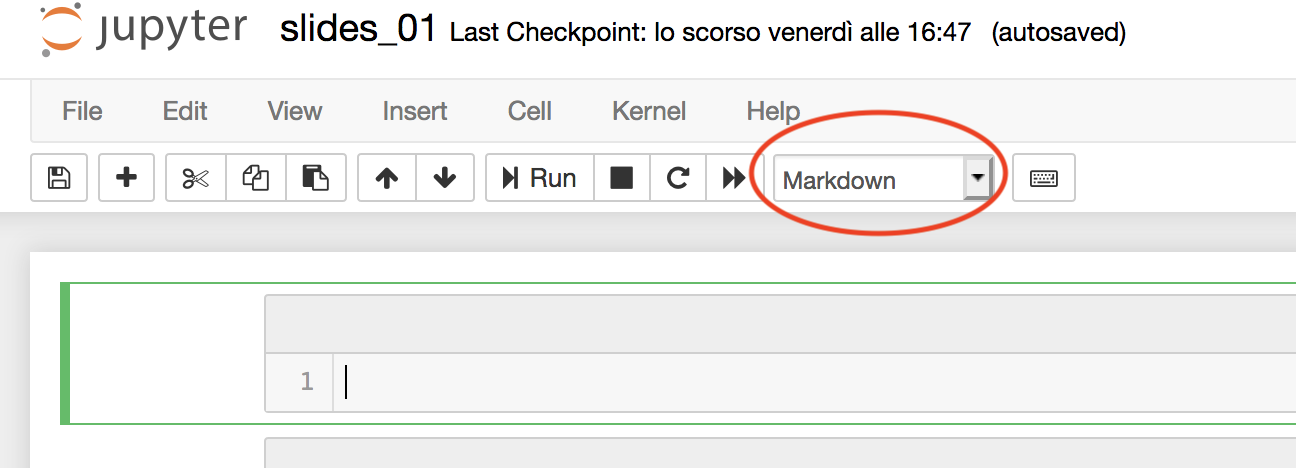 jupyter slides_01 Last Checkpoint: lo scorso venerdì alle 16:47 (autosaved)
File Edit View Insert Cell Kernel Help
Run Markdown
1